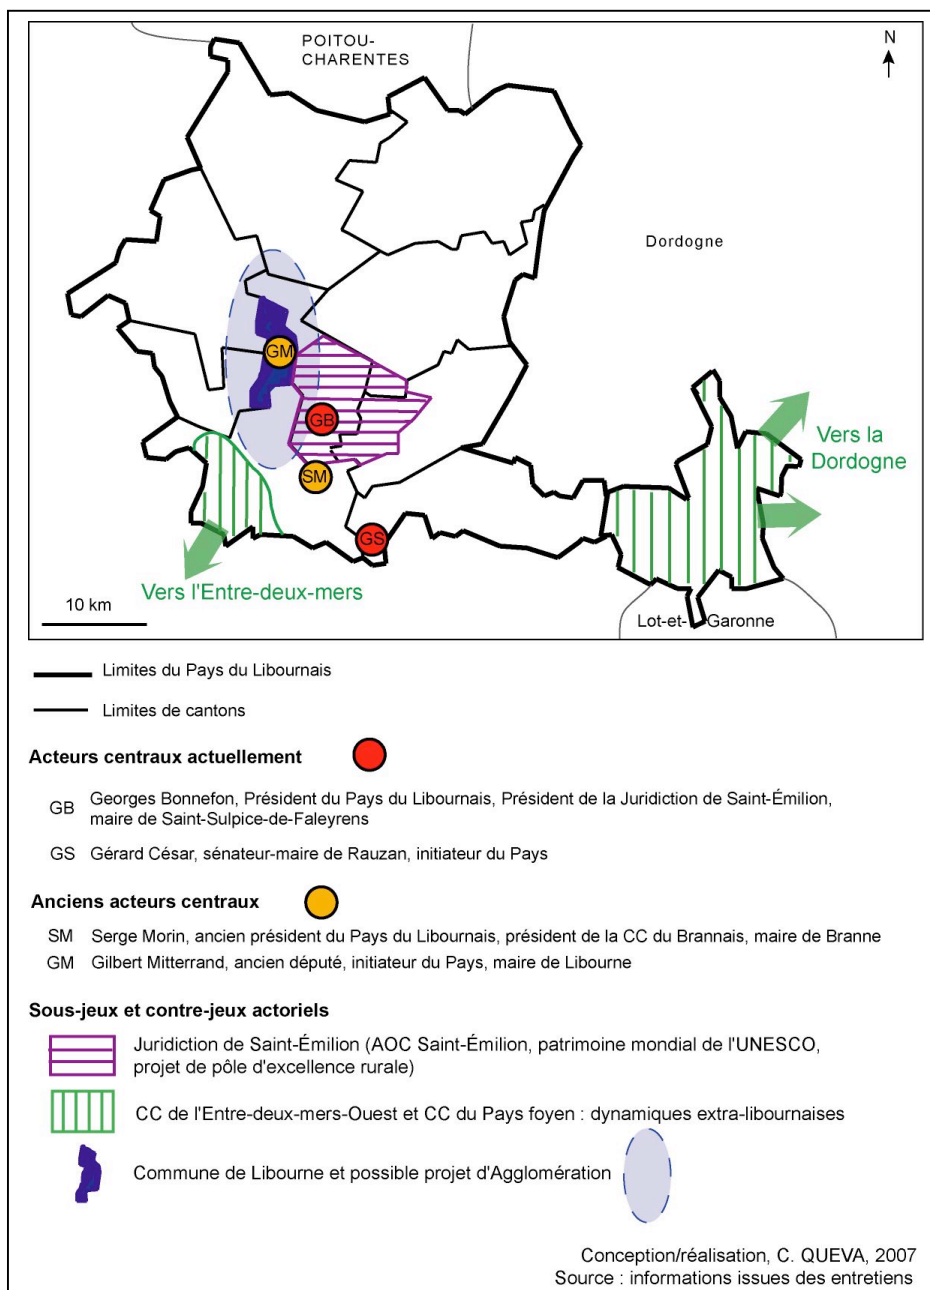 POITOU-
CHARENTES
N
Dordogne
GM
GB
SM
GS
Vers la
Dordogne
Vers l'Entre-deux-mers
10 km
Lot-et- Garonne
Limites du Pays du Libournais
Limites de cantons
Acteurs centraux actuellement
GB Georges Bonnefon, Président du Pays du Libournais, Président de la Juridiction de Saint-Émilion,
maire de Saint-Sulpice-de-Faleyrens
GS Gérard César, sénateur-maire de Rauzan, initiateur du Pays
Anciens acteurs centraux
SM Serge Morin, ancien président du Pays du Libournais, président de la CC du Brannais, maire de Branne
GM Gilbert Mitterrand, ancien député, initiateur du Pays, maire de Libourne
Sous-jeux et contre-jeux actoriels
Juridiction de Saint-Émilion (AOC Saint-Émilion, patrimoine mondial de l'UNESCO,
projet de pôle d'excellence rurale)
CC de l'Entre-deux-mers-Ouest et CC du Pays foyen : dynamiques extra-libournaises
Commune de Libourne et possible projet d'Agglomération
Conception/réalisation, C. QUEVA, 2007
Source : informations issues des entretiens